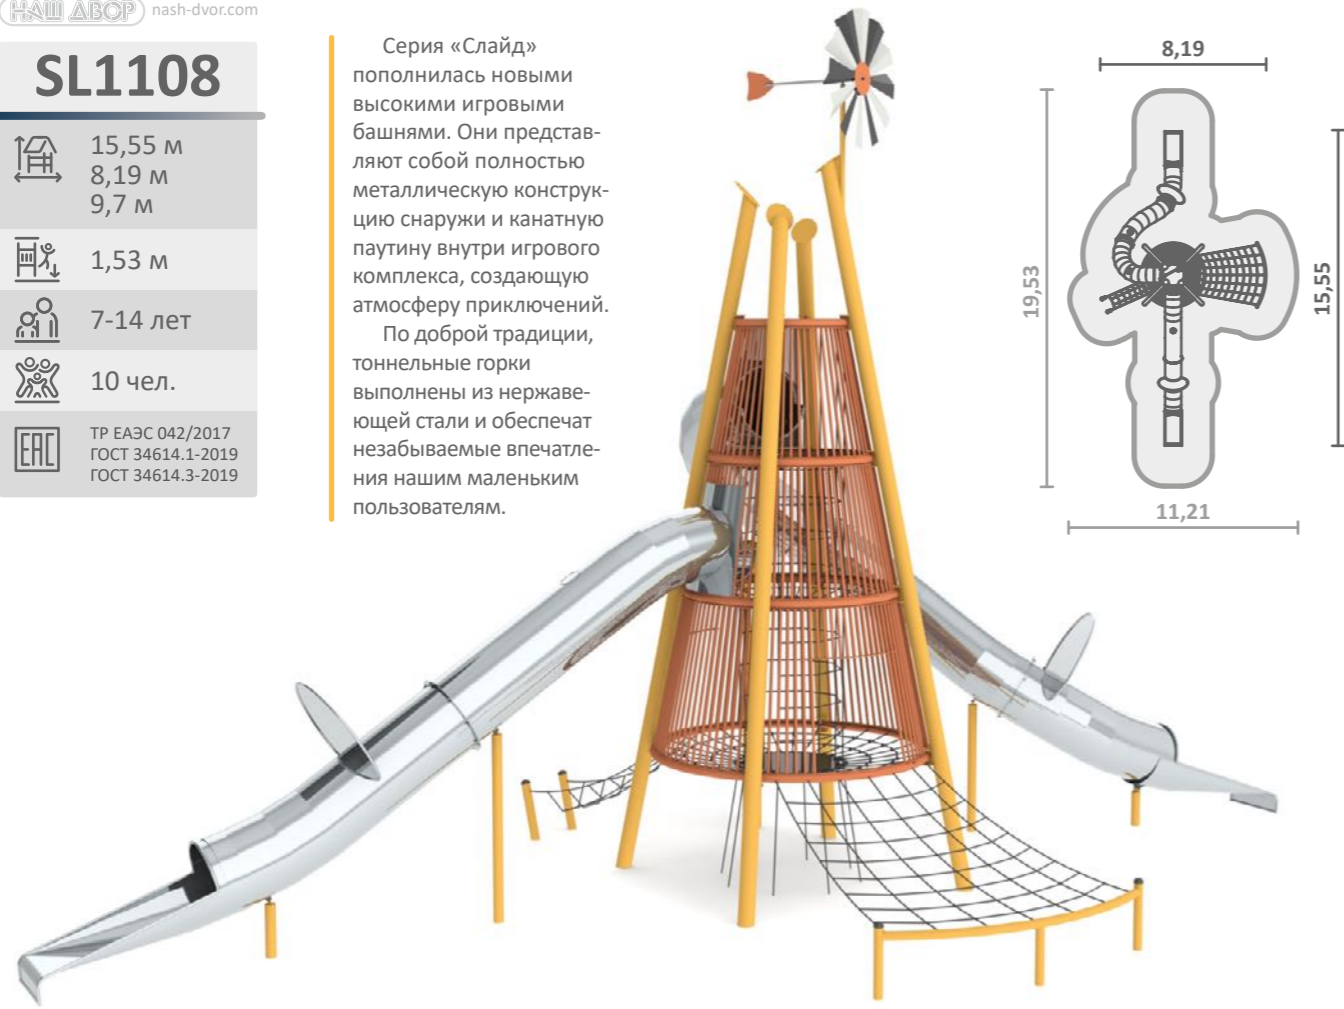 НАШ ДВОР nash-dvor.com
SL1108
15,55 м
8,19 м
9,7 м
1,53 м
7-14 лет
10 чел.
EAC
ТР ЕАЭС 042/2017
ГОСТ 34614.1-2019
ГОСТ 34614.3-2019
Серия «Слайд»
пополнилась новыми
высокими игровыми
башнями. Они представ-
ляют собой полностью
металлическую конструк-
цию снаружи и канатную
паутину внутри игрового
комплекса, создающую
атмосферу приключений.
По доброй традиции,
тоннельные горки
выполнены из нержаве-
ющей стали и обеспечат
незабываемые впечатле-
ния нашим маленьким
пользователям.
8,19
19,53
15,55
11,21